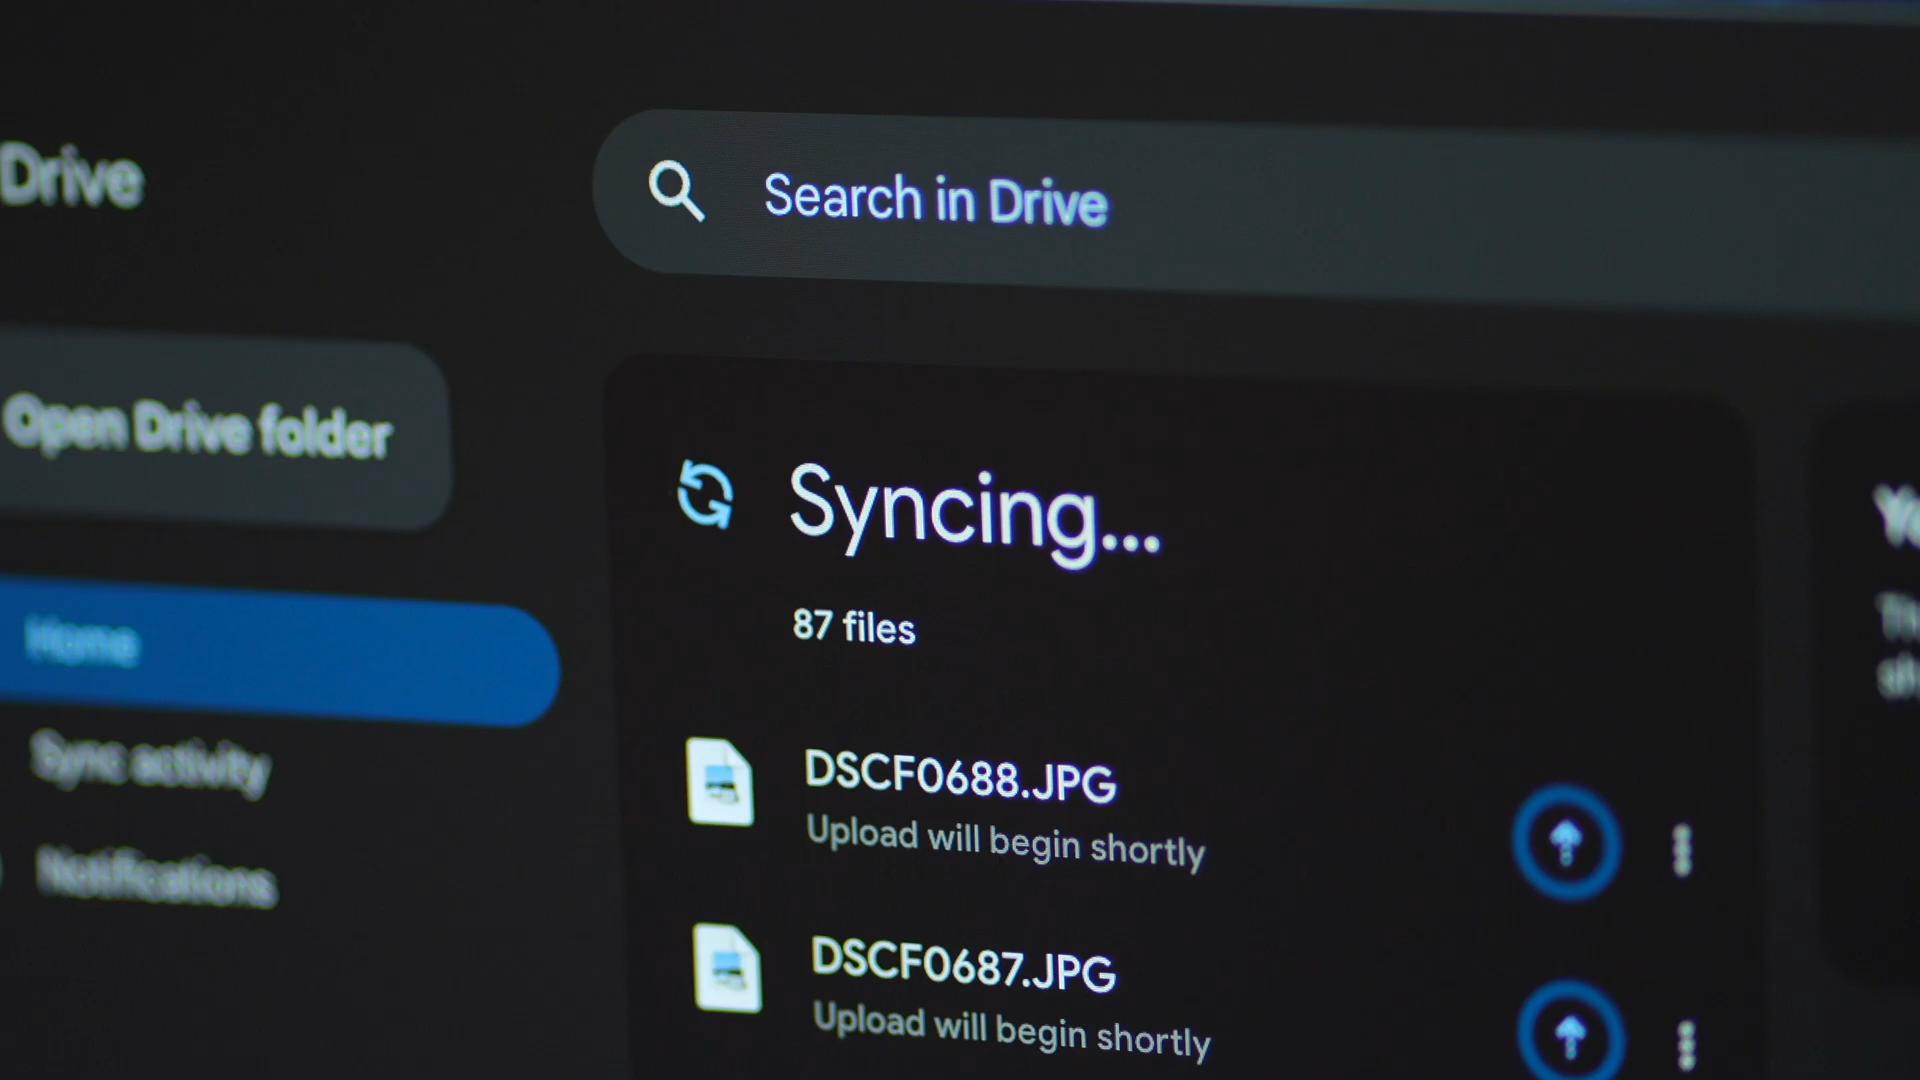 Drive
Search in Drive
Open Drive folder
Syncing...
87 files
Home
Sync activity
Notifications
DSCF0688.JPG
Upload will begin shortly
DSCF0687.JPG
Upload will begin shortly